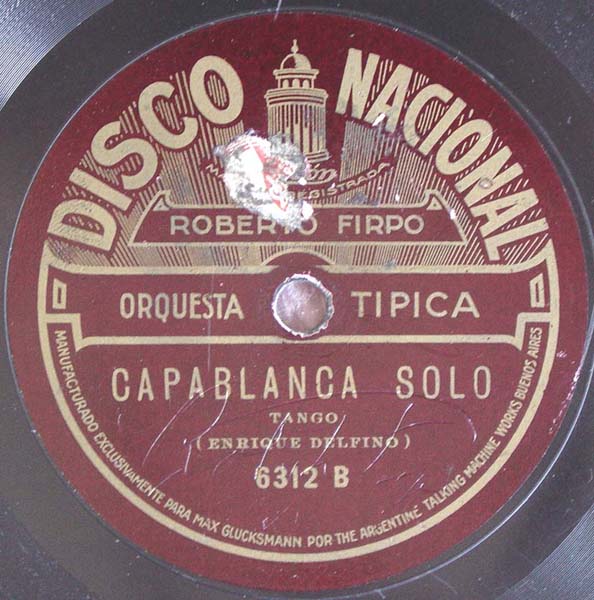 DISCO NACIONAL
REGISTRADA
ROBERTO FIRPO
ORQUESTA TIPICA
CAPABLANCA SOLO
TANGO
(ENRIQUE DELFINO)
6312 B
MANUFACTURADO EXCLUSIVAMENTE PARA MAX GLUCKSMANN POR THE ARGENTINE TALKING MACHINE WORKS BUENOS AIRES